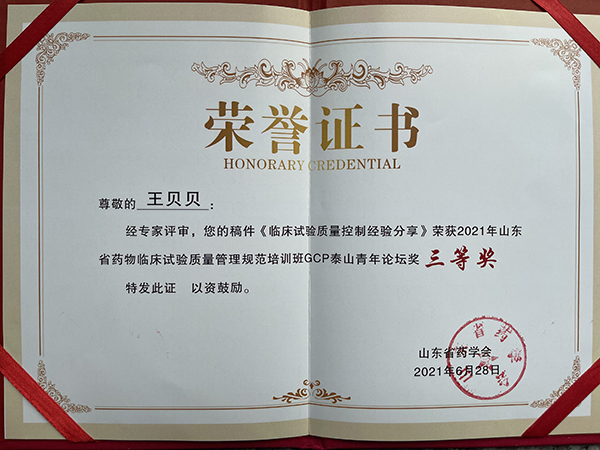 荣誉证书
HONORARY CREDENTIAL
尊敬的 王贝贝 :
经专家评审，您的稿件《临床试验质量控制经验分享》荣获2021年山东
省药物临床试验质量管理规范培训班GCP泰山青年论坛奖 三等奖
特发此证 以资鼓励。
山东省药学会
2021年6月28日